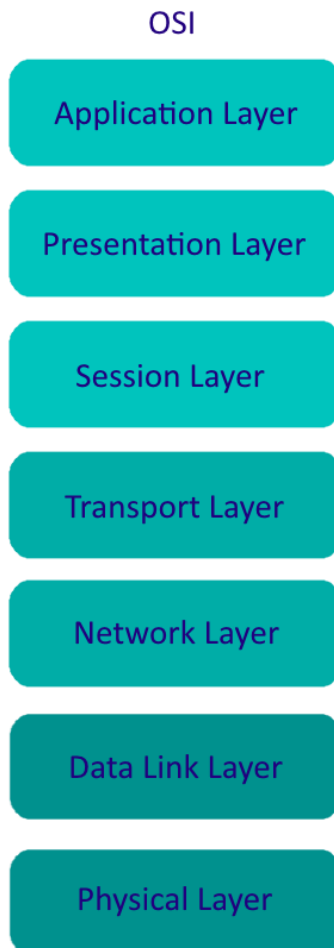 OSI
Application Layer
Presentation Layer
Session Layer
Transport Layer
Network Layer
Data Link Layer
Physical Layer